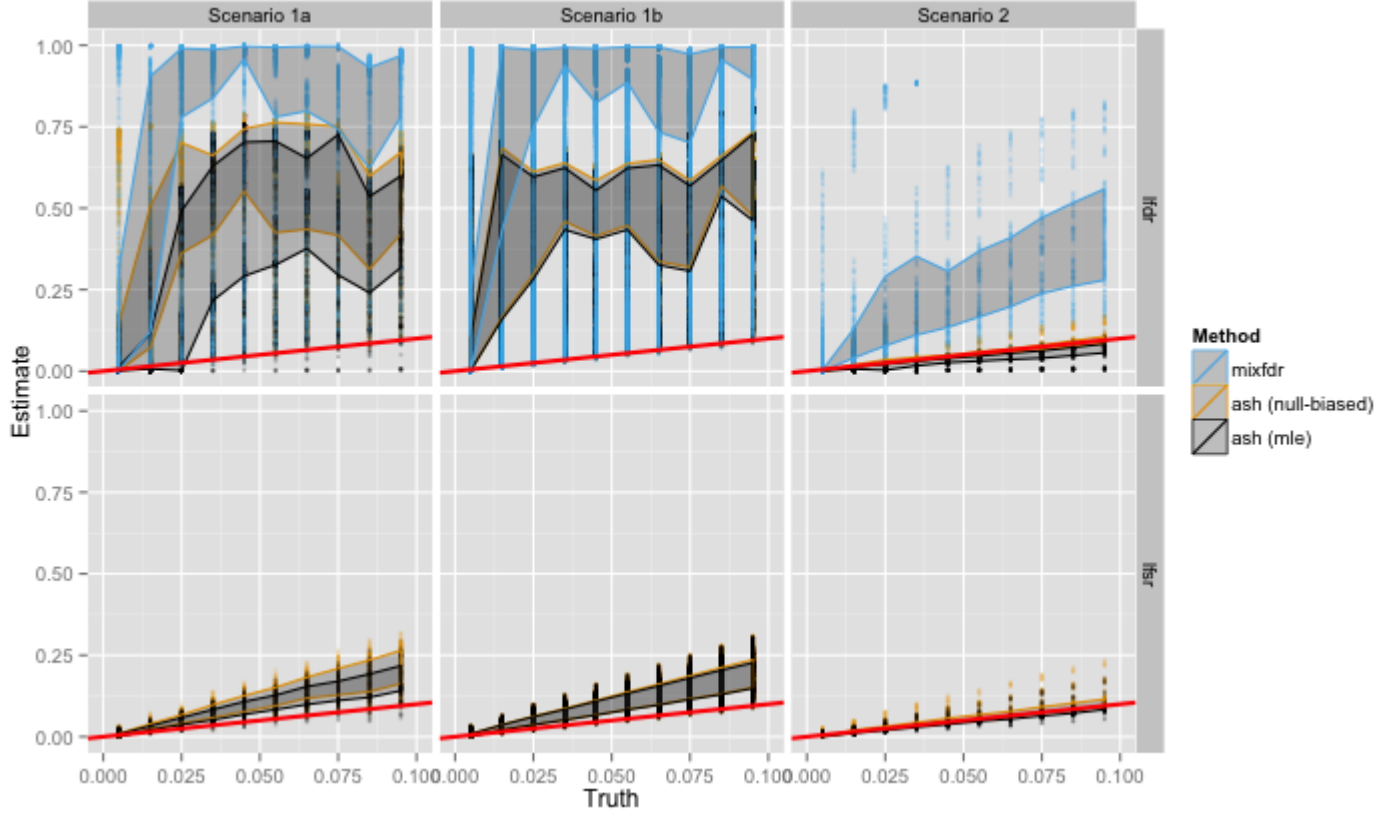 Scenario 1a
Scenario 1b
Scenario 2
1.00
0.75
0.50
0.25
0.00
lfdr
1.00
0.75
0.50
0.25
0.00
lfsr
Estimate
0.000 0.025 0.050 0.075 0.100
0.000 0.025 0.050 0.075 0.100
0.000 0.025 0.050 0.075 0.100
Truth
Method
mixfdr
ash (null-biased)
ash (mle)